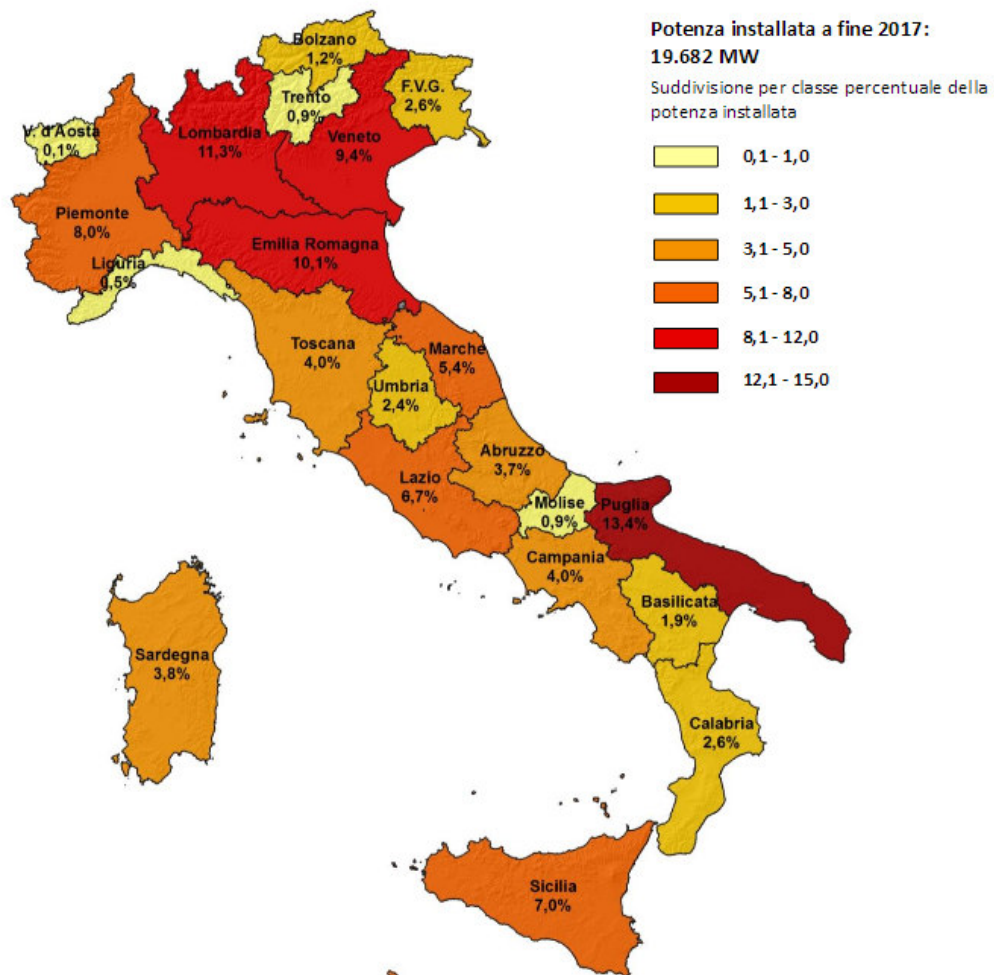 Potenza installata a fine 2017:
19.682 MW
Suddivisione per classe percentuale della
potenza installata
0,1 - 1,0
1,1 - 3,0
3,1 - 5,0
5,1 - 8,0
8,1 - 12,0
12,1 - 15,0
Bolzano
1,2%
Trento
0,9%
F.V.G.
2,6%
V. d'Aosta
0,1%
Lombardia
11,3%
Veneto
9,4%
Piemonte
8,0%
Emilia Romagna
10,1%
Liguria
0,5%
Toscana
4,0%
Marche
5,4%
Umbria
2,4%
Abruzzo
3,7%
Lazio
6,7%
Molise
0,9%
Puglia
13,4%
Campania
4,0%
Basilicata
1,9%
Sardegna
3,8%
Calabria
2,6%
Sicilia
7,0%